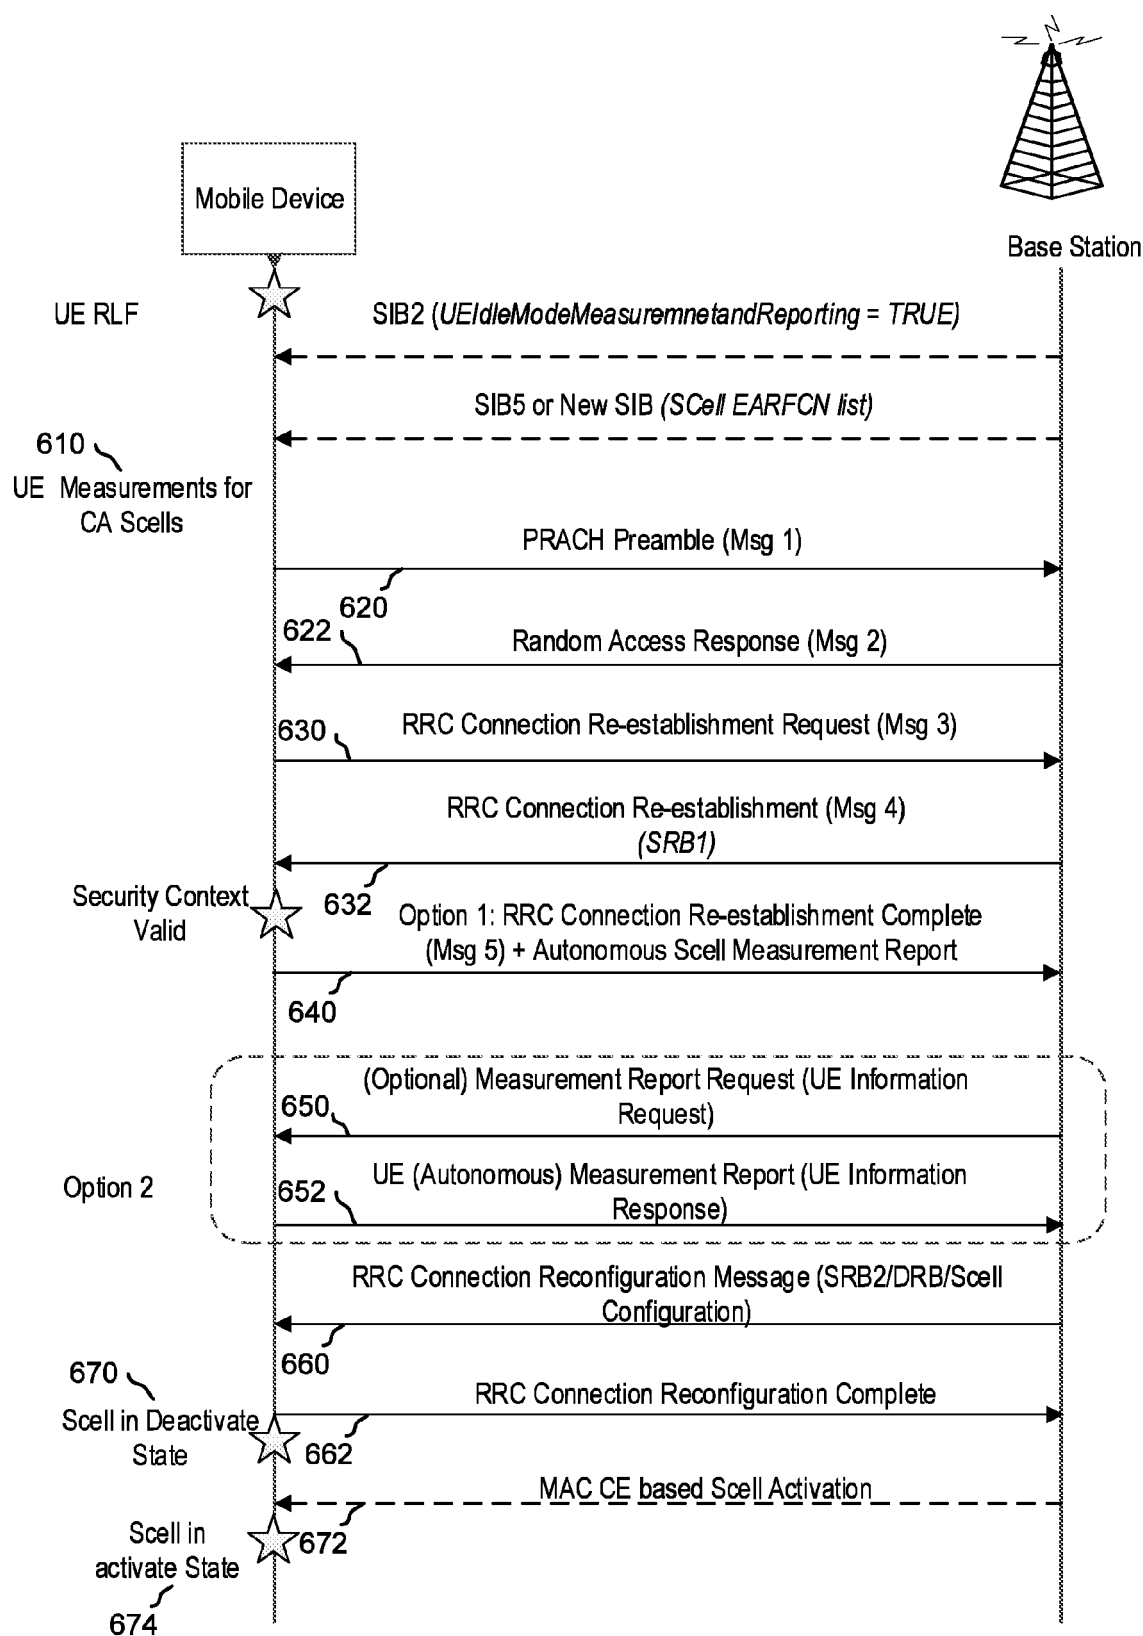 Mobile Device
Base Station
UE RLF
SIB2 (UEIdleModeMeasuremnetandReporting = TRUE)
SIB5 or New SIB (SCell EARFCN list)
610
UE Measurements for
CA Scells
PRACH Preamble (Msg 1)
620
622
Random Access Response (Msg 2)
630
RRC Connection Re-establishment Request (Msg 3)
RRC Connection Re-establishment (Msg 4)
(SRB1)
632
Security Context
Valid
Option 1: RRC Connection Re-establishment Complete
(Msg 5) + Autonomous Scell Measurement Report
640
(Optional) Measurement Report Request (UE Information
Request)
650
Option 2
UE (Autonomous) Measurement Report (UE Information
Response)
652
RRC Connection Reconfiguration Message (SRB2/DRB/Scell
Configuration)
660
670
Scell in Deactivate
State
RRC Connection Reconfiguration Complete
662
MAC CE based Scell Activation
672
Scell in
activate State
674